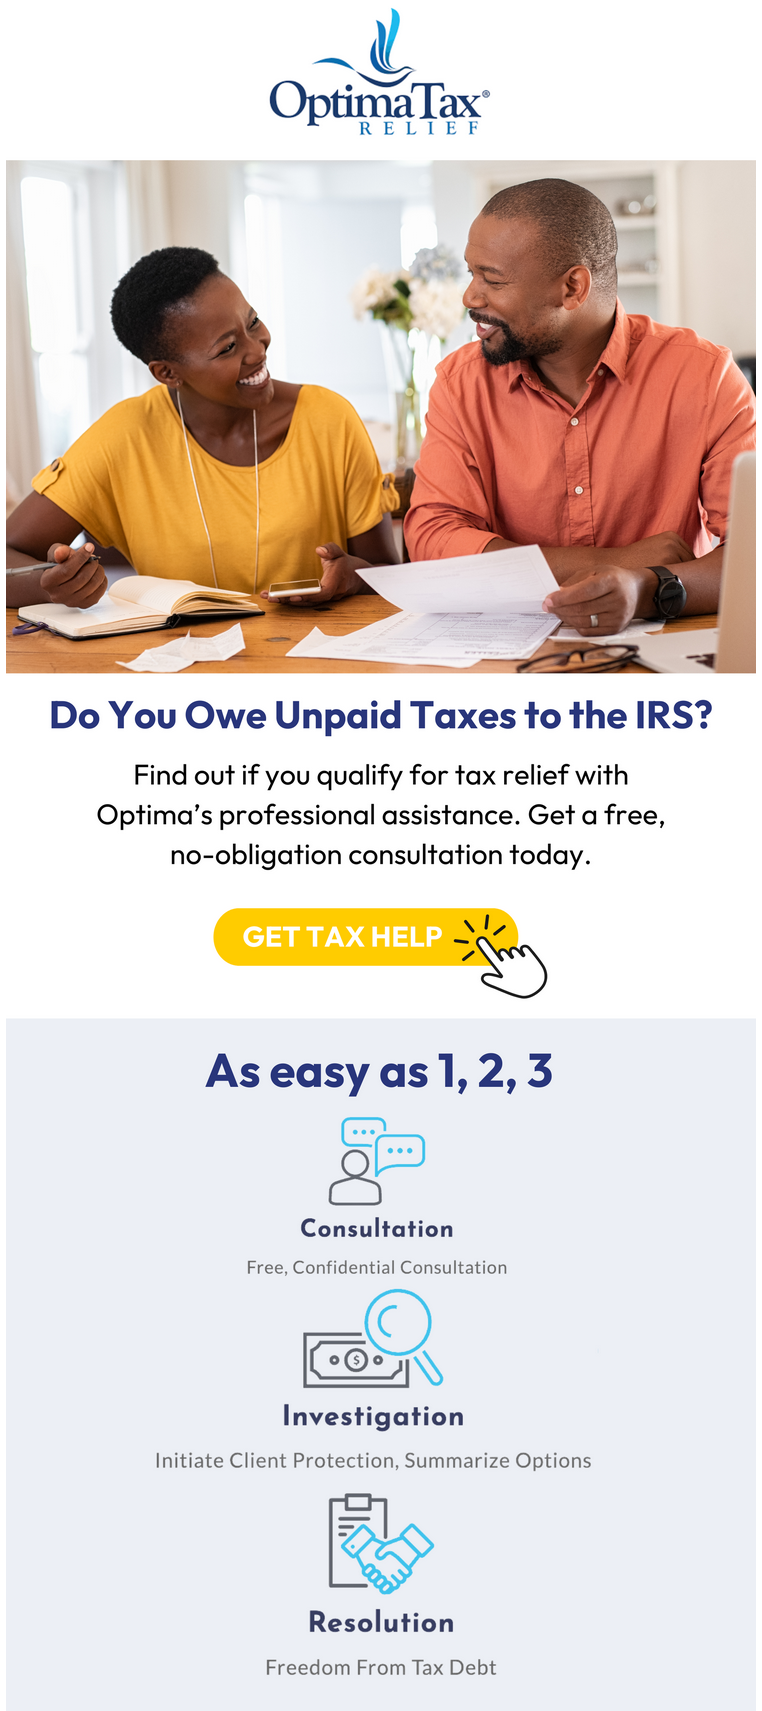 OptimaTax®
RELIEF
Do You Owe Unpaid Taxes to the IRS?
Find out if you qualify for tax relief with
Optima’s professional assistance. Get a free,
no-obligation consultation today.
GET TAX HELP
As easy as 1, 2, 3
Consultation
Free, Confidential Consultation
$
Investigation
Initiate Client Protection, Summarize Options
Resolution
Freedom From Tax Debt